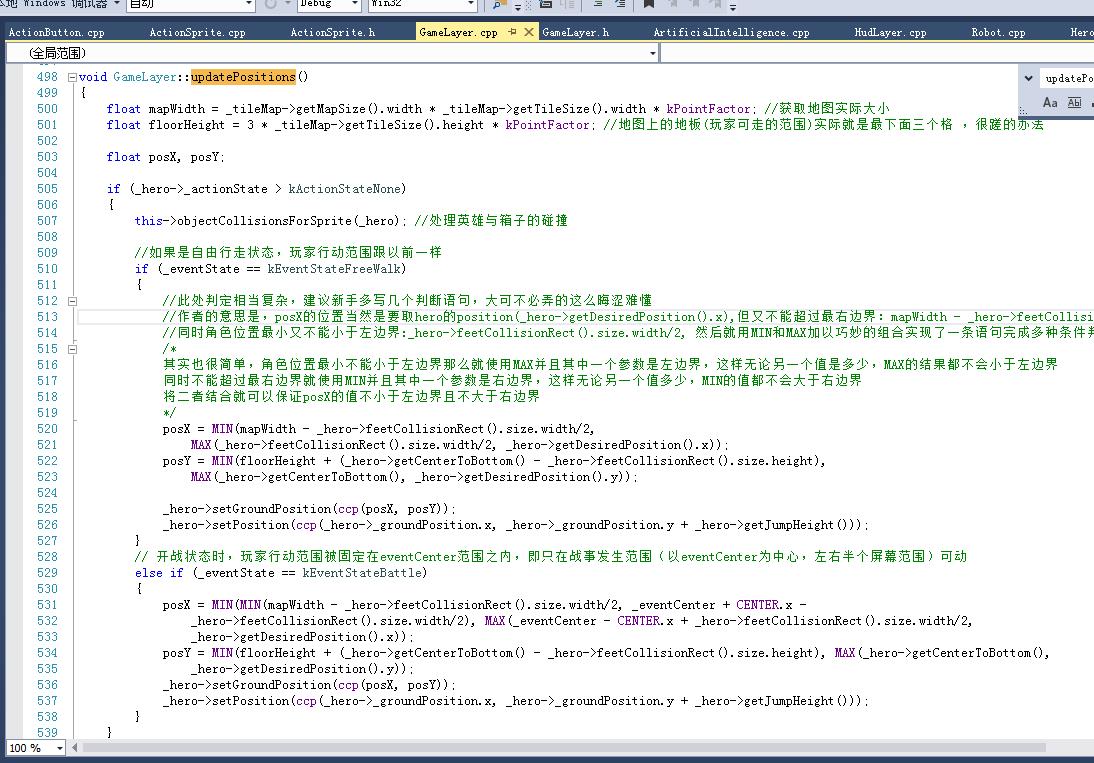 本地 Windows 调试器 自动 Debug Win32
ActionButton.cpp ActionSprite.cpp ActionSprite.h GameLayer.cpp GameLayer.h ArtificialIntelligence.cpp HudLayer.cpp Robot.cpp Hero
(全局范围)
updatePo
Aa Abl
498 void GameLayer::updatePositions()
499 {
500 float mapWidth = _tileMap->getMapSize().width * _tileMap->getTileSize().width * kPointFactor; //获取地图实际大小
501 float floorHeight = 3 * _tileMap->getTileSize().height * kPointFactor; //地图上的地板(玩家可走的范围)实际就是最下面三个格 , 很蹉的办法
502
503 float posX, posY;
504
505 if (_hero->_actionState > kActionStateNone)
506 {
507 this->objectCollisionsForSprite(_hero); //处理英雄与箱子的碰撞
508
509 //如果是自由行走状态, 玩家行动范围跟以前一样
510 if (_eventState == kEventStateFreeWalk)
511 {
512 //此处判定相当复杂, 建议新手多写几个判断语句, 大可不必弄的这么晦涩难懂
513 //作者的意思是, posX的位置当然是要取hero的position(_hero->getDesiredPosition().x),但又不能超过最右边界: mapWidth - _hero->feetCollis
514 //同时角色位置最小又不能小于左边界:_hero->feetCollisionRect().size.width/2, 然后就用MIN和MAX加以巧妙的组合实现了一条语句完成多种条件判
515 /*
516 其实也很简单, 角色位置最小不能小于左边界那么就使用MAX并且其中一个参数是左边界, 这样无论另一个值是多少, MAX的结果都不会小于左边界
517 同时不能超过最右边界就使用MIN并且其中一个参数是右边界, 这样无论另一个值多少, MIN的值都不会大于右边界
518 将二者结合就可以保证posX的值不小于左边界且不大于右边界
519 */
520 posX = MIN(mapWidth - _hero->feetCollisionRect().size.width/2,
521 MAX(_hero->feetCollisionRect().size.width/2, _hero->getDesiredPosition().x));
522 posY = MIN(floorHeight + (_hero->getCenterToBottom() - _hero->feetCollisionRect().size.height),
523 MAX(_hero->getCenterToBottom(), _hero->getDesiredPosition().y));
524
525 _hero->setGroundPosition(ccp(posX, posY));
526 _hero->setPosition(ccp(_hero->_groundPosition.x, _hero->_groundPosition.y + _hero->getJumpHeight()));
527 }
528 // 开战状态时, 玩家行动范围被固定在eventCenter范围之内, 即只在战事发生范围（以eventCenter为中心, 左右半个屏幕范围）可动
529 else if (_eventState == kEventStateBattle)
530 {
531 posX = MIN(MIN(mapWidth - _hero->feetCollisionRect().size.width/2, _eventCenter + CENTER.x -
532 _hero->feetCollisionRect().size.width/2), MAX(_eventCenter - CENTER.x + _hero->feetCollisionRect().size.width/2,
533 _hero->getDesiredPosition().x));
534 posY = MIN(floorHeight + (_hero->getCenterToBottom() - _hero->feetCollisionRect().size.height), MAX(_hero->getCenterToBottom(),
535 _hero->getDesiredPosition().y));
536 _hero->setGroundPosition(ccp(posX, posY));
537 _hero->setPosition(ccp(_hero->_groundPosition.x, _hero->_groundPosition.y + _hero->getJumpHeight()));
538 }
539 }
100 %